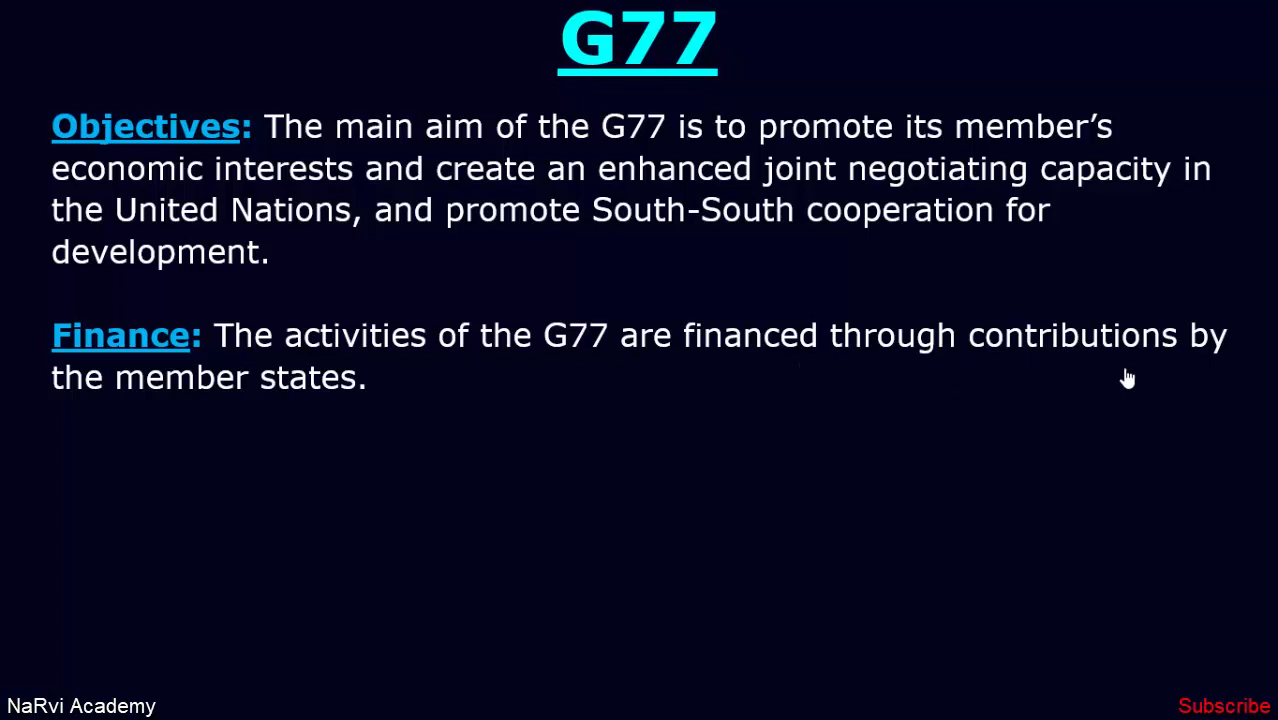 G77
Objectives: The main aim of the G77 is to promote its member’s
economic interests and create an enhanced joint negotiating capacity in
the United Nations, and promote South-South cooperation for
development.
Finance: The activities of the G77 are financed through contributions by
the member states.
NaRvi Academy
Subscribe